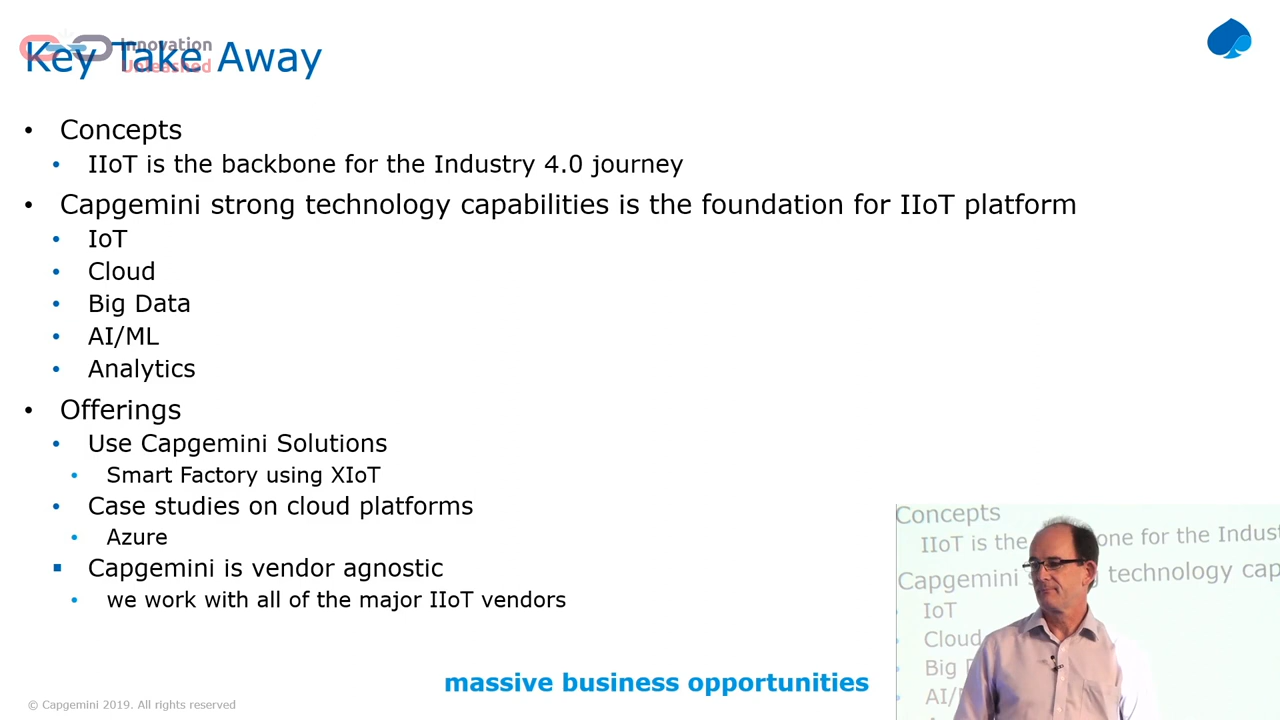 Key Take Away
Innovation
Unleashed
• Concepts
• IIoT is the backbone for the Industry 4.0 journey
• Capgemini strong technology capabilities is the foundation for IIoT platform
• IoT
• Cloud
• Big Data
• AI/ML
• Analytics
• Offerings
• Use Capgemini Solutions
• Smart Factory using XIoT
• Case studies on cloud platforms
• Azure
▪ Capgemini is vendor agnostic
• we work with all of the major IIoT vendors
massive business opportunities
© Capgemini 2019. All rights reserved
Concepts
IIoT is the one for the Indust
Capgemini technology cap
IoT
Cloud
Big
AI/